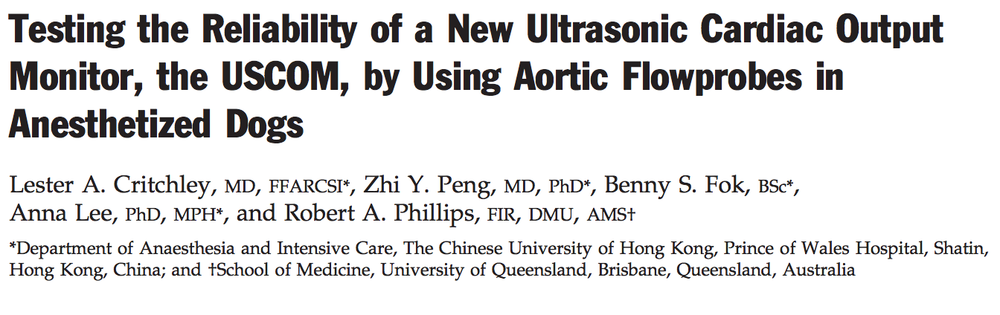 Testing the Reliability of a New Ultrasonic Cardiac Output
Monitor, the USCOM, by Using Aortic Flowprobes in
Anesthetized Dogs
Lester A. Critchley, MD, FFARCSI*, Zhi Y. Peng, MD, PhD*, Benny S. Fok, BSc*,
Anna Lee, PhD, MPH*, and Robert A. Phillips, FIR, DMU, AMS†
*Department of Anaesthesia and Intensive Care, The Chinese University of Hong Kong, Prince of Wales Hospital, Shatin,
Hong Kong, China; and †School of Medicine, University of Queensland, Brisbane, Queensland, Australia